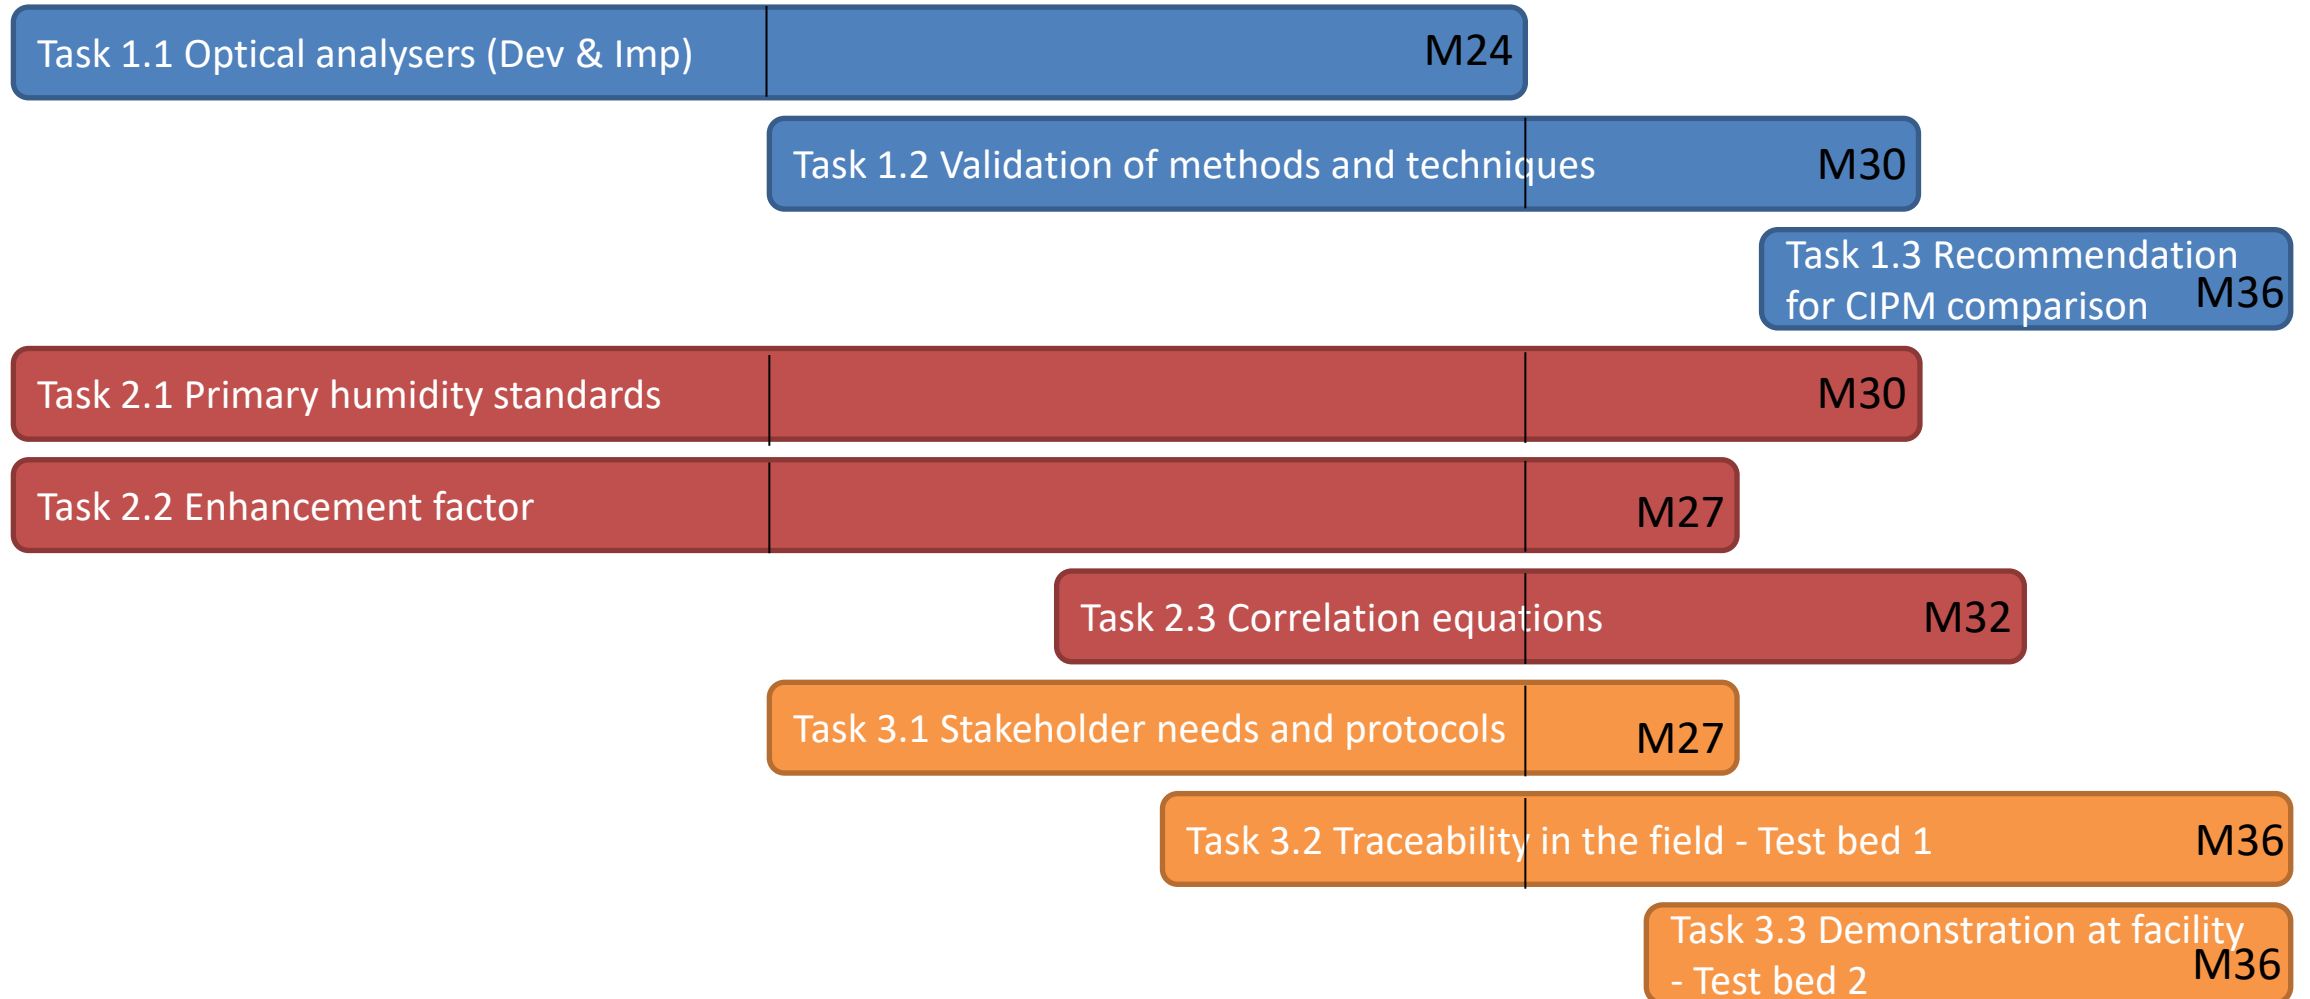 Task 1.1 Optical analysers (Dev & Imp) M24
Task 1.2 Validation of methods and techniques M30
Task 1.3 Recommendation
for CIPM comparison M36
Task 2.1 Primary humidity standards M30
Task 2.2 Enhancement factor M27
Task 2.3 Correlation equations M32
Task 3.1 Stakeholder needs and protocols M27
Task 3.2 Traceability in the field - Test bed 1 M36
Task 3.3 Demonstration at facility
- Test bed 2 M36